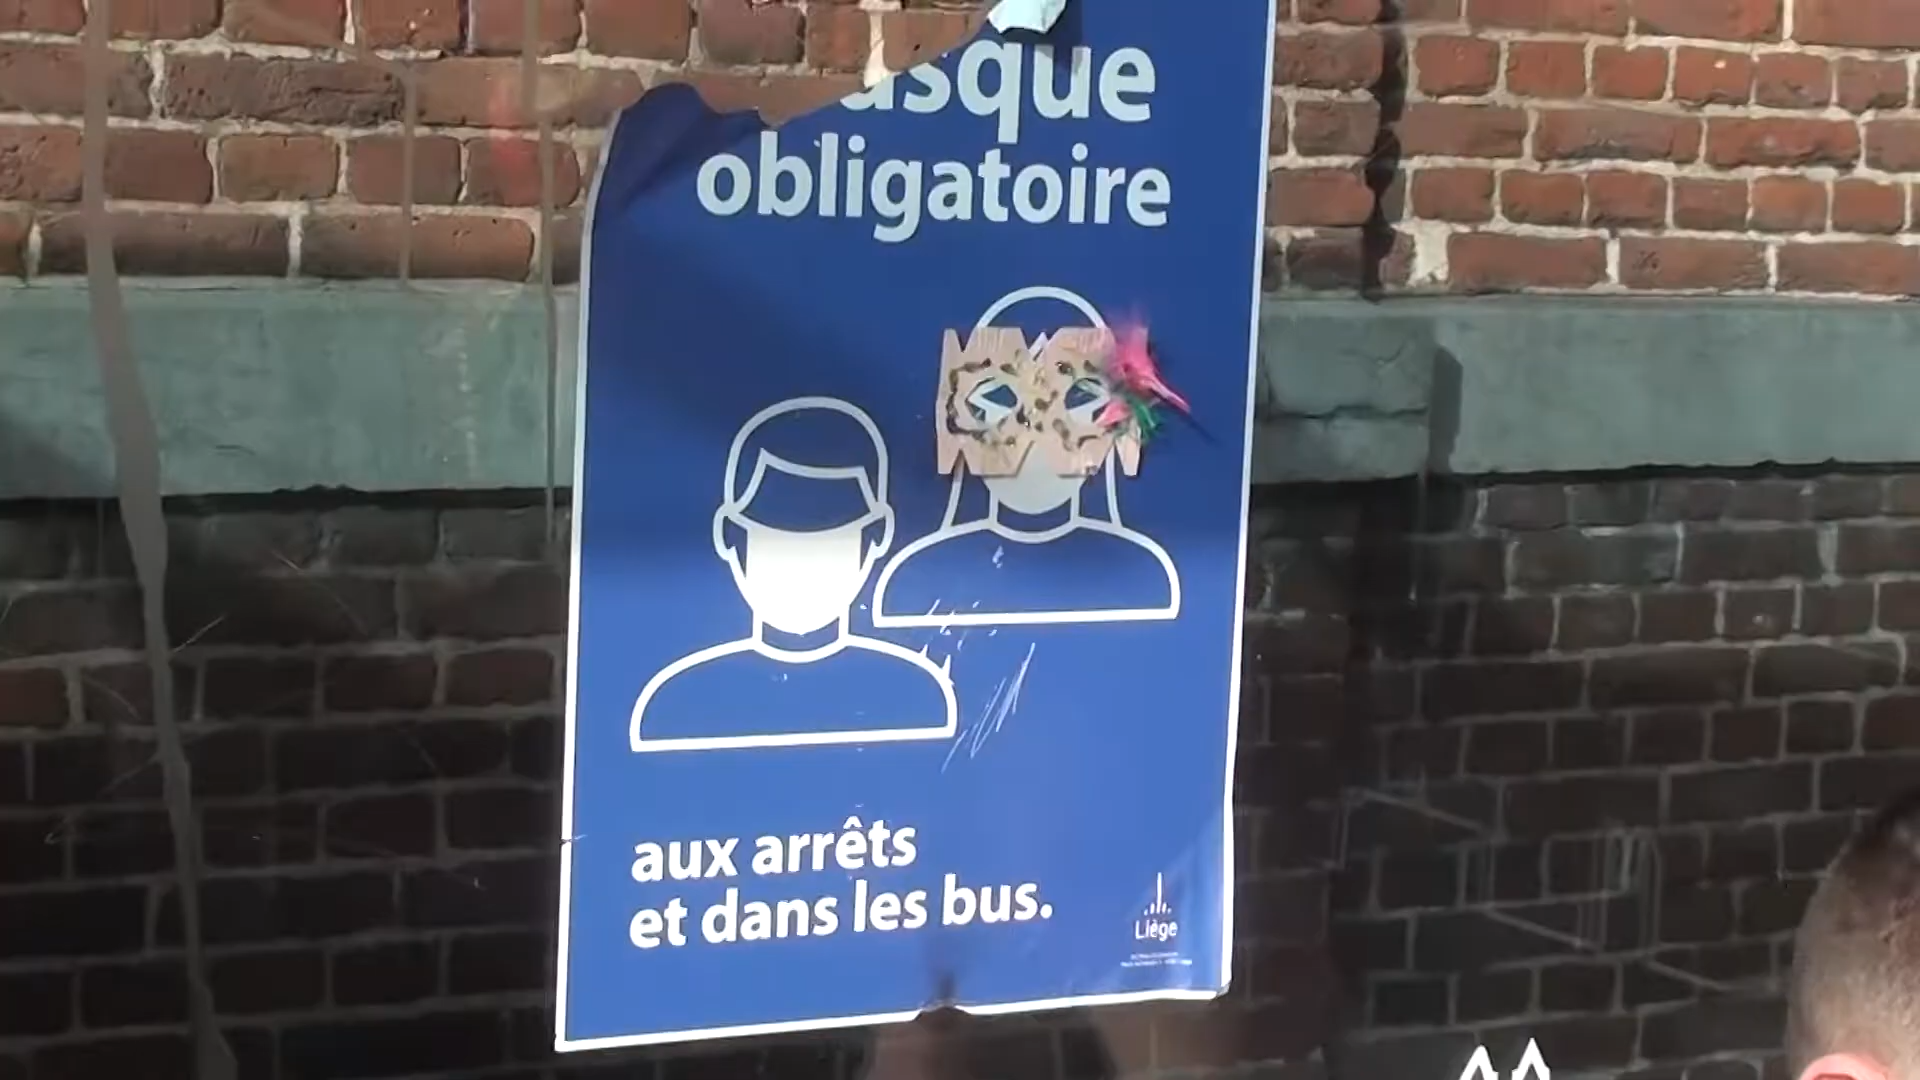 asque
obligatoire
aux arrêts
et dans les bus.
Liège